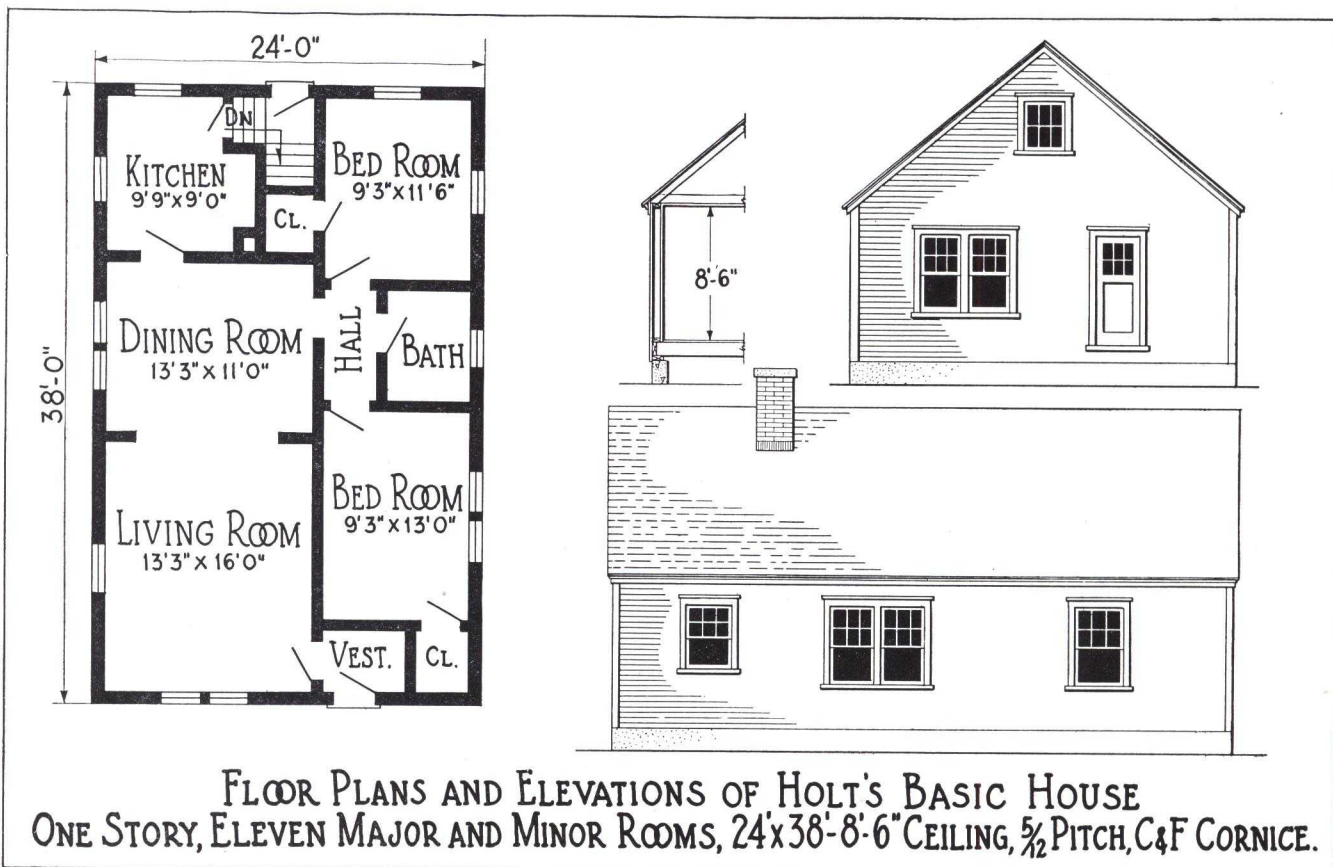 24'-0"
38'-0"
DN
KITCHEN
9'9"x9'0"
BED ROOM
9'3"x11'6"
CL.
DINING ROOM
13'3"x11'0"
HALL
BATH
LIVING ROOM
13'3"x16'0"
BED ROOM
9'3"x13'0"
VEST.
CL.
8'-6"
FLOOR PLANS AND ELEVATIONS OF HOLT'S BASIC HOUSE
ONE STORY, ELEVEN MAJOR AND MINOR ROOMS, 24'x38'-8'-6" CEILING, 5/12 PITCH, C&F CORNICE.